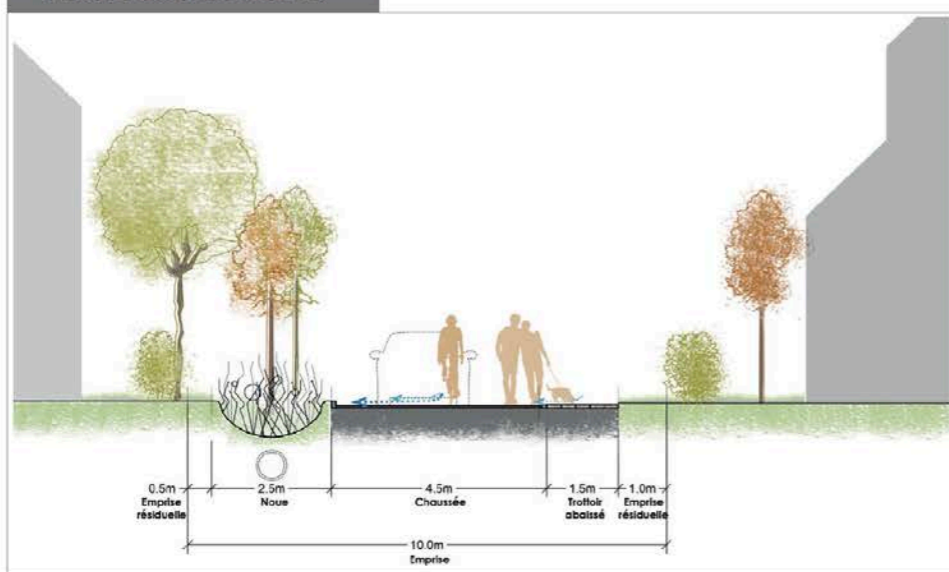 0.5m
Emprise
résiduelle
2.5m
Noue
4.5m
Chaussée
1.5m
Trottoir
abaissé
1.0m
Emprise
résiduelle
10.0m
Emprise